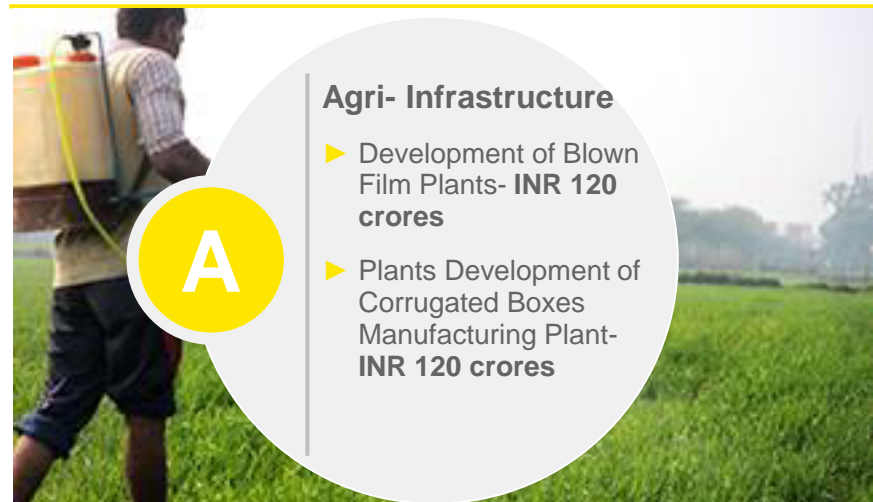 A
Agri- Infrastructure
► Development of Blown
Film Plants- INR 120
crores
► Plants Development of
Corrugated Boxes
Manufacturing Plant-
INR 120 crores